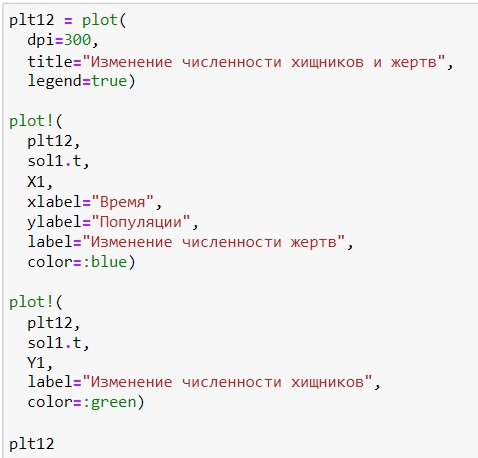 plt12 = plot(
dpi=300,
title="Изменение численности хищников и жертв",
legend=true)
plot!(
plt12,
sol1.t,
X1,
xlabel="Время",
ylabel="Популяции",
label="Изменение численности жертв",
color=:blue)
plot!(
plt12,
sol1.t,
Y1,
label="Изменение численности хищников",
color=:green)
plt12